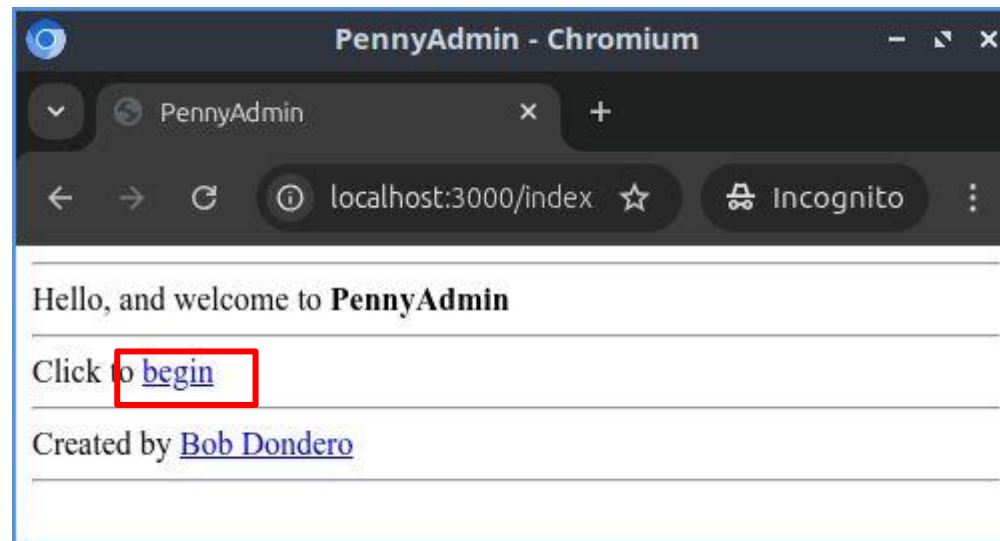 PennyAdmin - Chromium
PennyAdmin
localhost:3000/index
Incognito
Hello, and welcome to PennyAdmin
Click to begin
Created by Bob Dondero